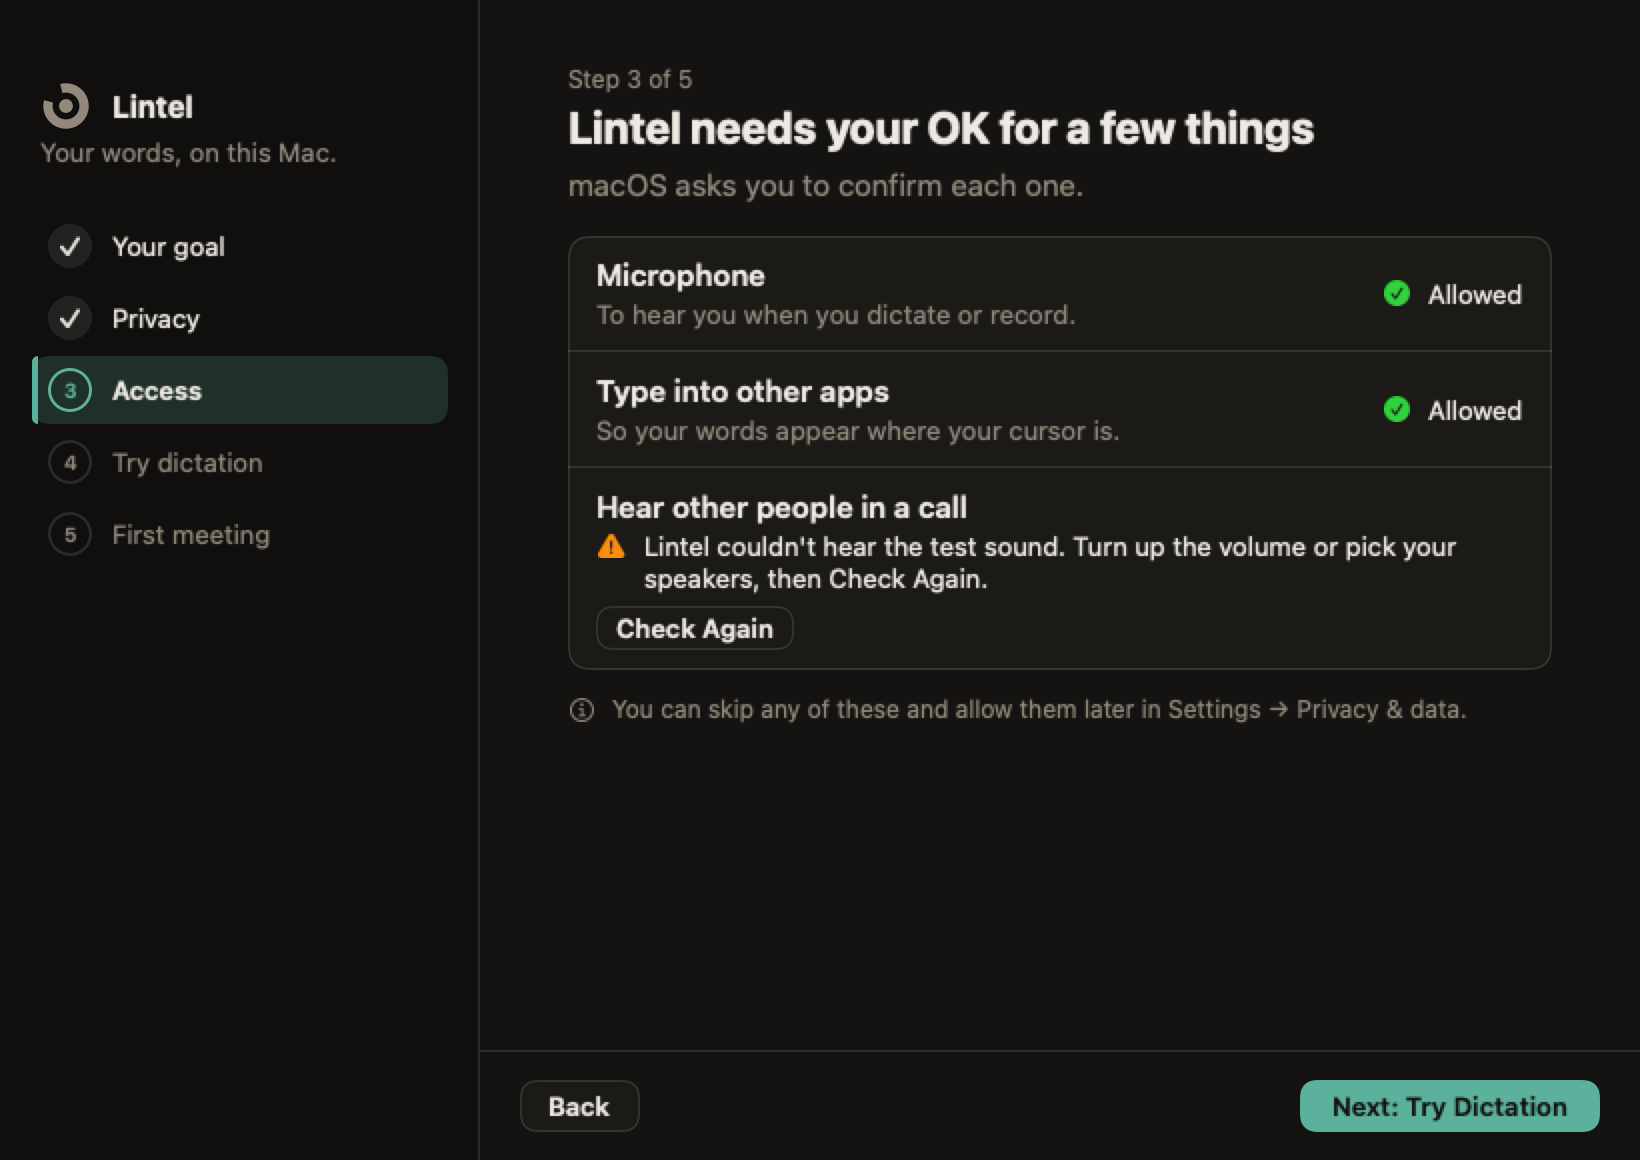 Lintel
Your words, on this Mac.
Your goal
Privacy
3 Access
4 Try dictation
5 First meeting
Step 3 of 5
Lintel needs your OK for a few things
macOS asks you to confirm each one.
Microphone
To hear you when you dictate or record.
Allowed
Type into other apps
So your words appear where your cursor is.
Allowed
Hear other people in a call
Lintel couldn't hear the test sound. Turn up the volume or pick your
speakers, then Check Again.
Check Again
You can skip any of these and allow them later in Settings → Privacy & data.
Back
Next: Try Dictation